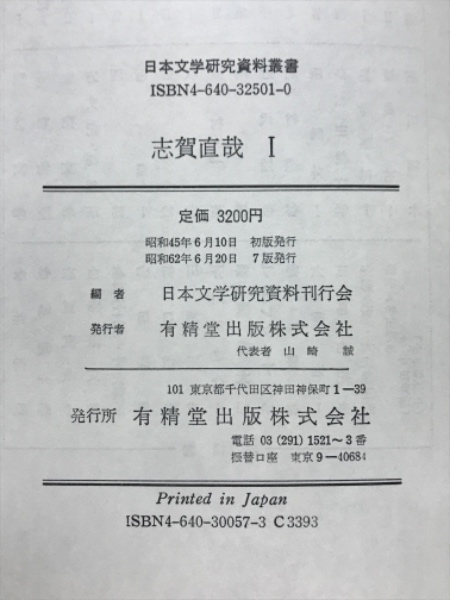 日本文学研究資料叢書
ISBN4-640-32501-0
志賀直哉 I
定価 3200円
昭和45年6月10日 初版発行
昭和62年6月20日 7版発行
編者 日本文学研究資料刊行会
発行者 有精堂出版株式会社
代表者 山崎 誠
101 東京都千代田区神田神保町1―39
発行所 有精堂出版株式会社
電話 03 (291) 1521～3番
振替口座 東京9―40684
Printed in Japan
ISBN4-640-30057-3 C3393